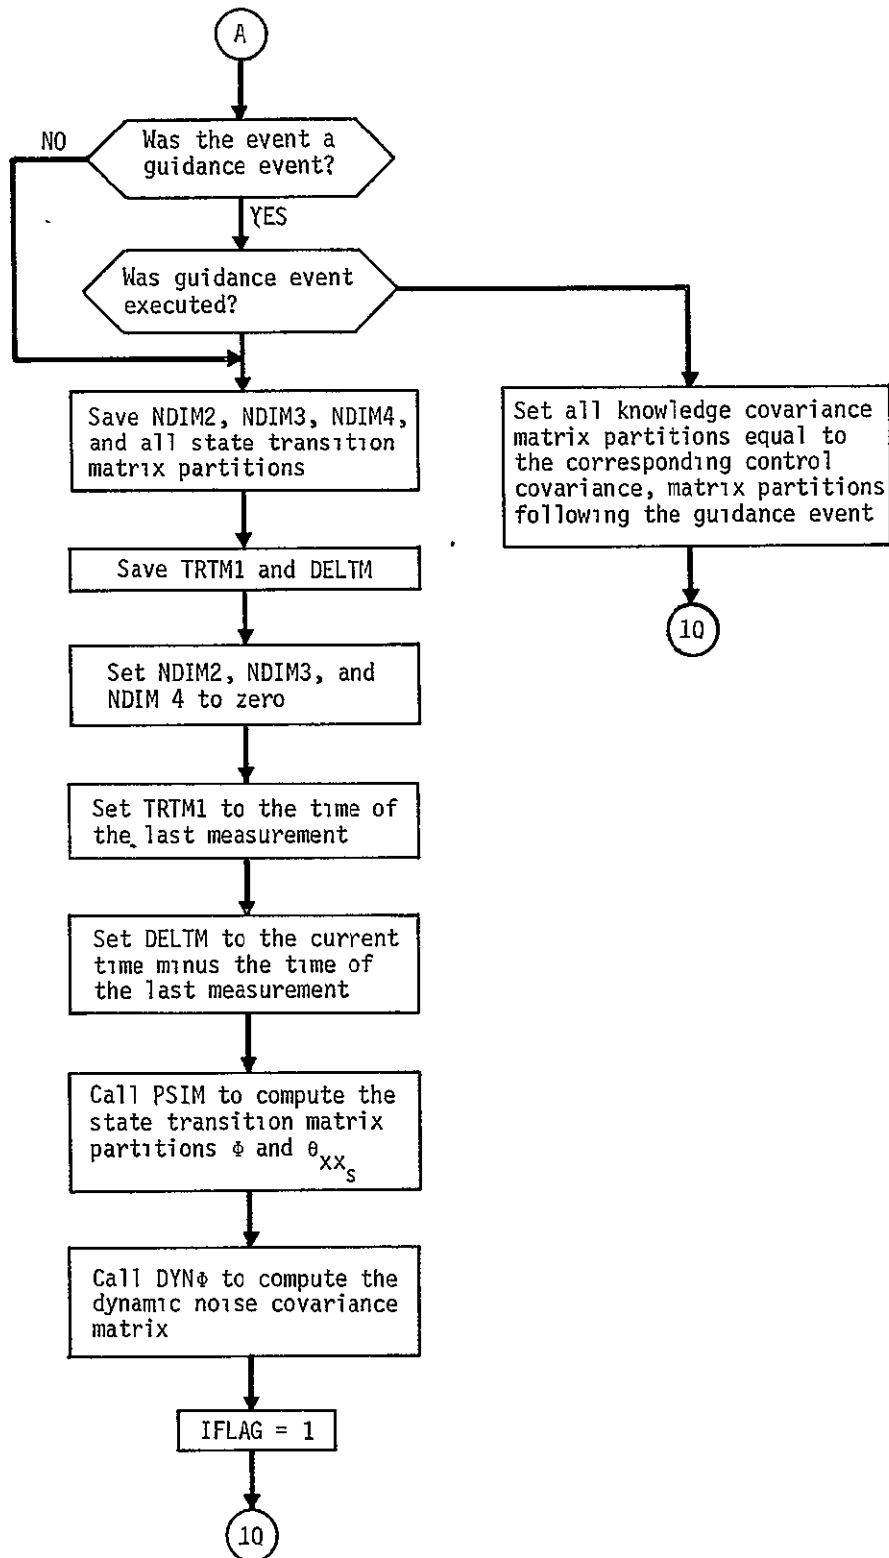 A
Was the event a
guidance event?
NO
YES
Was guidance event
executed?
Save NDIM2, NDIM3, NDIM4,
and all state transition
matrix partitions
Set all knowledge covariance
matrix partitions equal to
the corresponding control
covariance, matrix partitions
following the guidance event
Save TRTM1 and DELTM
10
Set NDIM2, NDIM3, and
NDIM 4 to zero
Set TRTM1 to the time of
the last measurement
Set DELTM to the current
time minus the time of
the last measurement
Call PSIM to compute the
state transition matrix
partitions Φ and θxxs
Call DYNΦ to compute the
dynamic noise covariance
matrix
IFLAG = 1
10